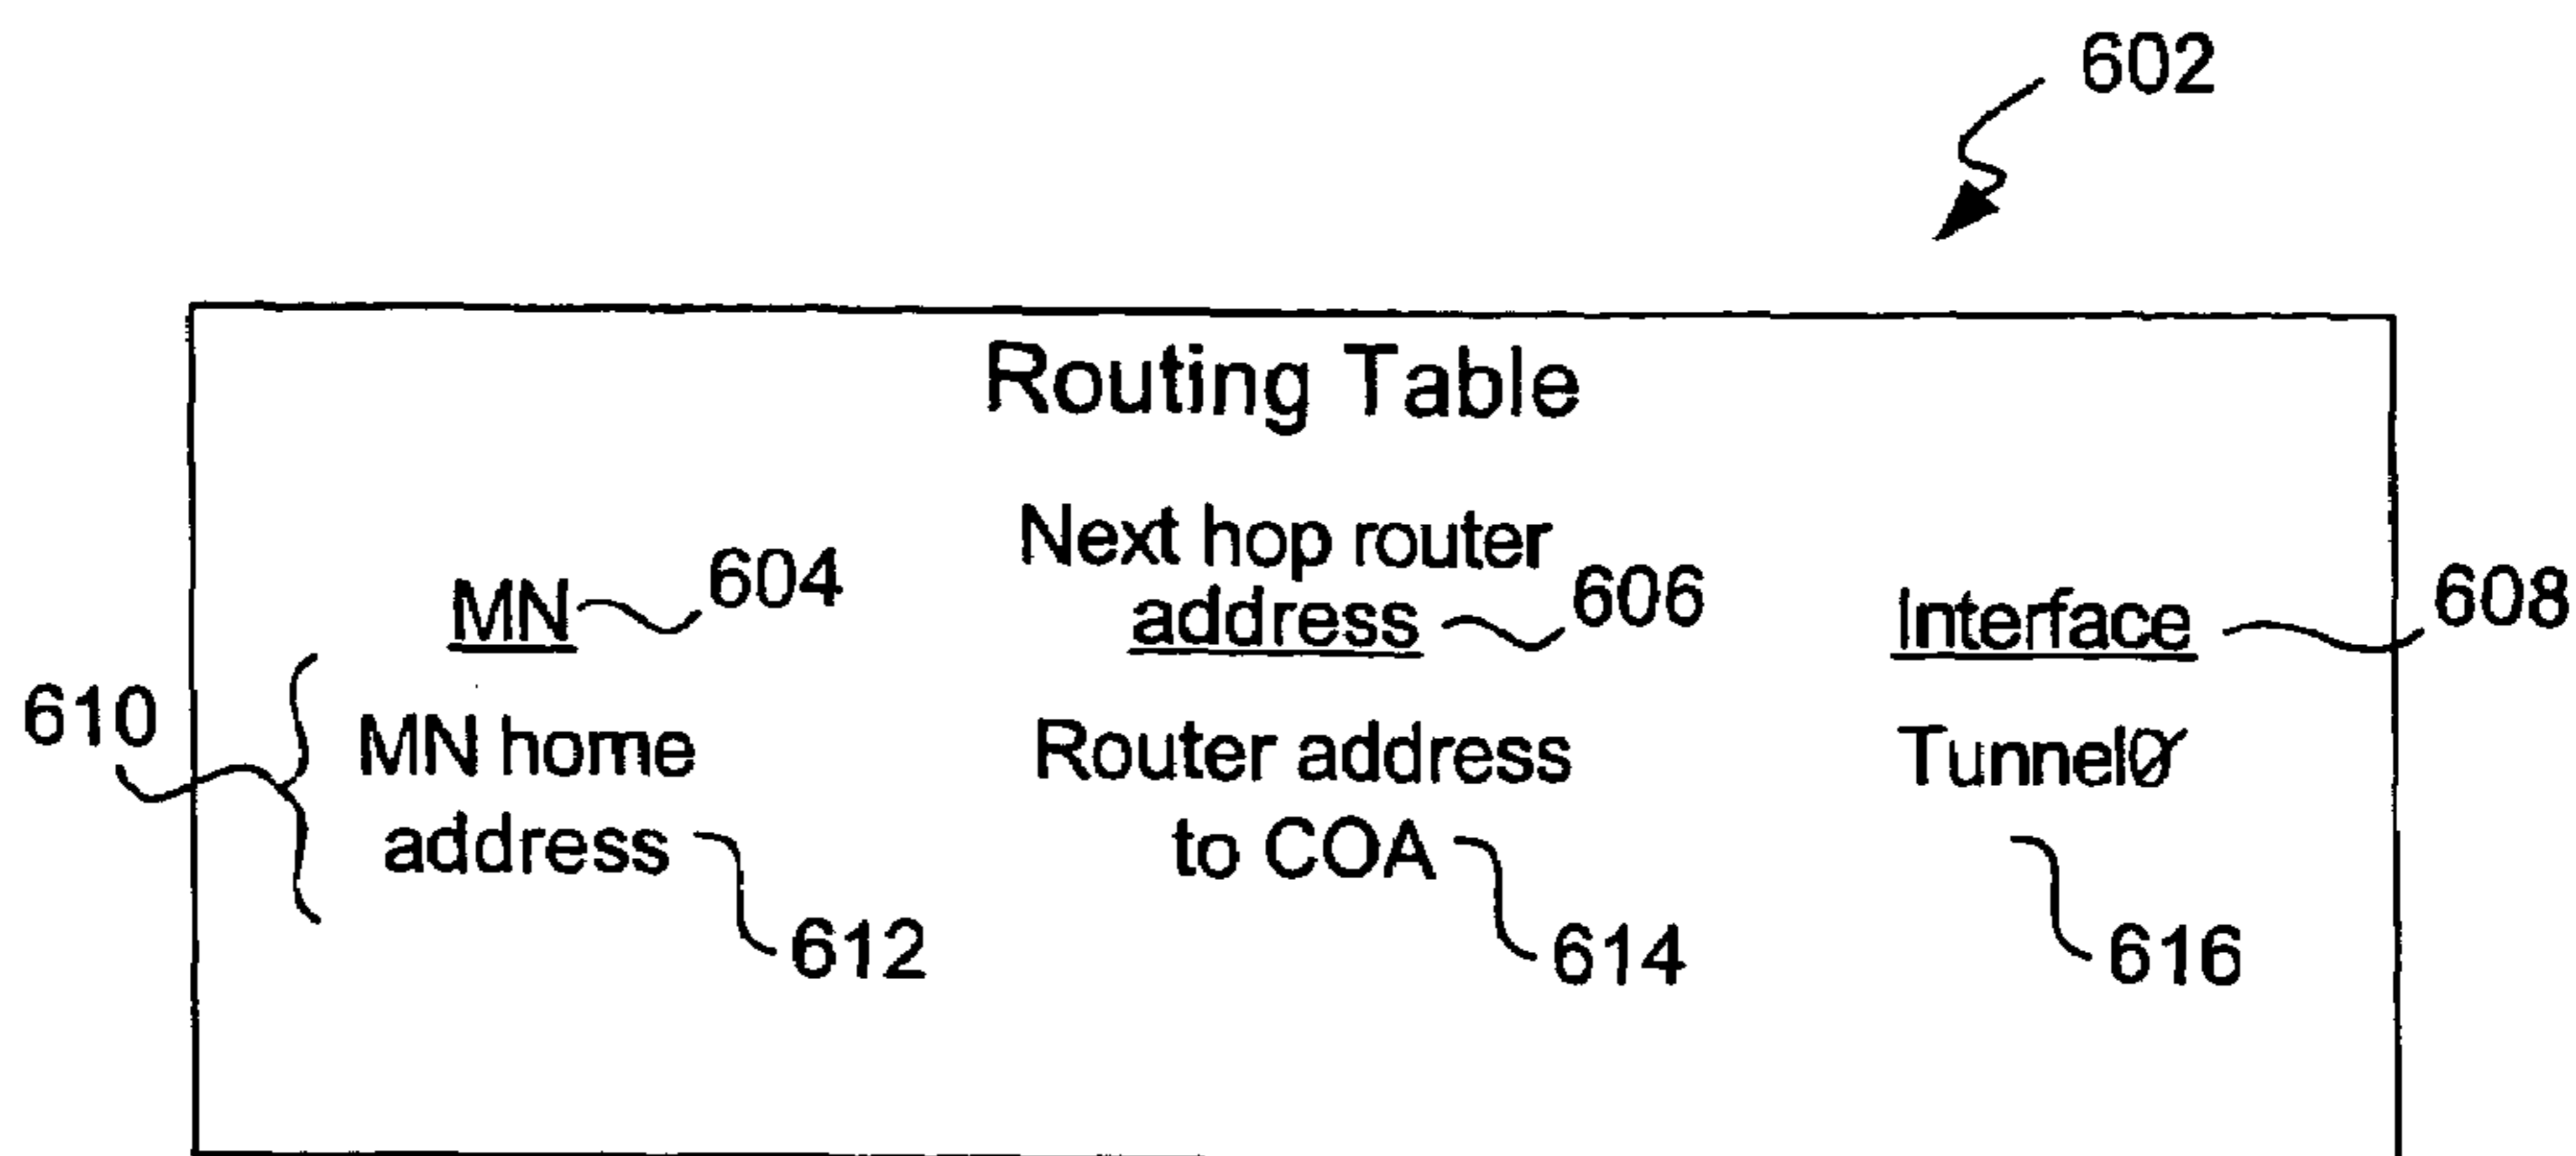 602
Routing Table
Next hop router
MN 604 address 606 Interface 608
610 MN home Router address Tunnel0
address to COA
612 614 616